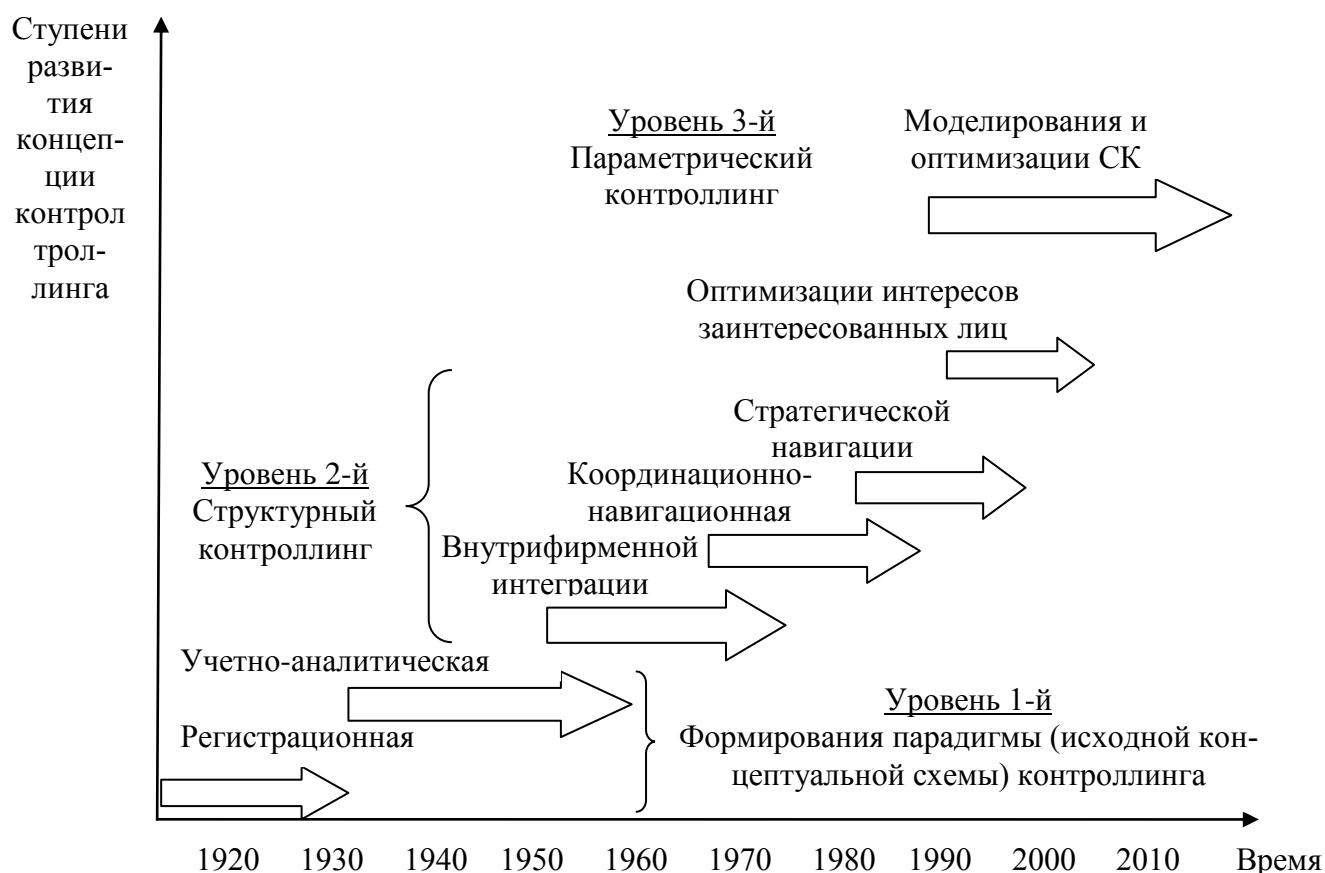 Ступени
разви-
тия
концеп-
ции
контрол
трол-
линга
Уровень 3-й
Параметрический
контроллинг
Моделирования и
оптимизации СК
Оптимизации интересов
заинтересованных лиц
Стратегической
навигации
Уровень 2-й
Структурный
контроллинг
Координационно-
навигационная
Внутрифирменной
интеграции
Учетно-аналитическая
Регистрационная
Уровень 1-й
Формирования парадигмы (исходной кон-
цептуальной схемы) контроллинга
1920 1930 1940 1950 1960 1970 1980 1990 2000 2010 Время